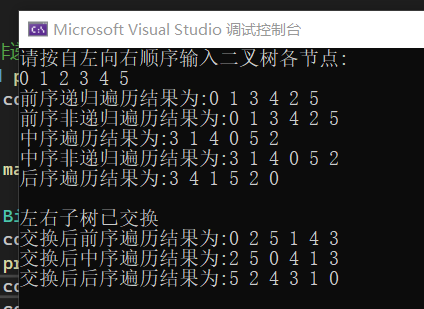 Microsoft Visual Studio 调试控制台
请按自左向右顺序输入二叉树各节点:
0 1 2 3 4 5
前序递归遍历结果为:0 1 3 4 2 5
前序非递归遍历结果为:0 1 3 4 2 5
中序遍历结果为:3 1 4 0 5 2
中序非递归遍历结果为:3 1 4 0 5 2
后序遍历结果为:3 4 1 5 2 0
左右子树已交换
交换后前序遍历结果为:0 2 5 1 4 3
交换后中序遍历结果为:2 5 0 4 1 3
交换后后序遍历结果为:5 2 4 3 1 0